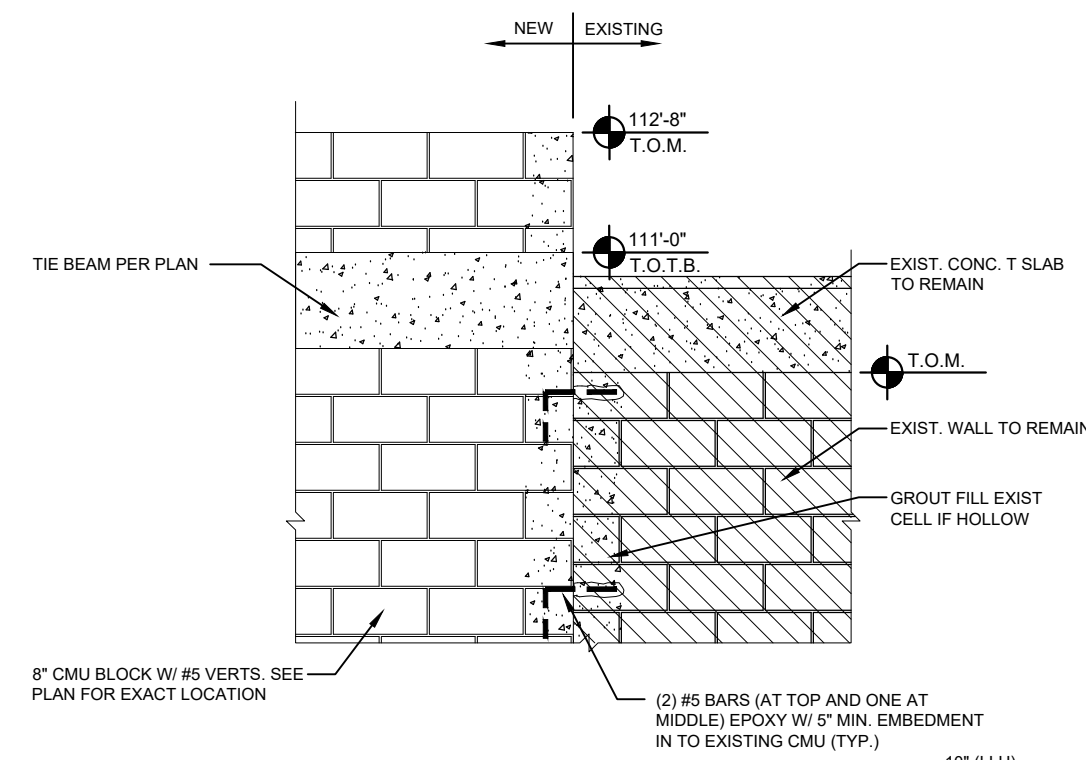 NEW EXISTING
112'-8"
T.O.M.
111'-0"
T.O.T.B.
TIE BEAM PER PLAN
EXIST. CONC. T SLAB
TO REMAIN
T.O.M.
EXIST. WALL TO REMAIN
GROUT FILL EXIST
CELL IF HOLLOW
8" CMU BLOCK W/ #5 VERTS. SEE
PLAN FOR EXACT LOCATION
(2) #5 BARS (AT TOP AND ONE AT
MIDDLE) EPOXY W/ 5" MIN. EMBEDMENT
IN TO EXISTING CMU (TYP.)